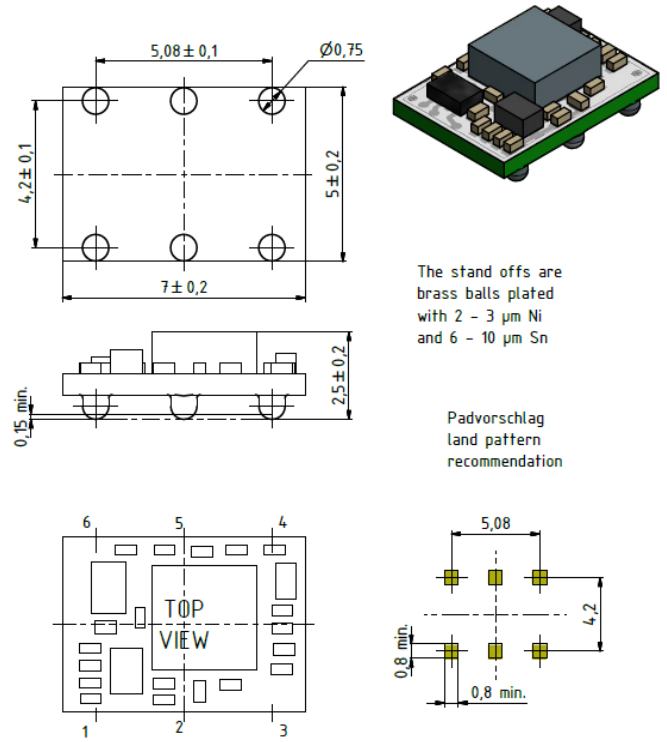 5,08 ± 0,1
Ø0,75
4,2 ± 0,1
5 ± 0,2
7 ± 0,2
The stand offs are
brass balls plated
with 2 - 3 µm Ni
and 6 - 10 µm Sn
2,5 ± 0,2
0,15 min.
Padvorschlag
land pattern
recommendation
6
5
4
TOP
VIEW
1
2
3
5,08
4,2
0,8 min.
0,8 min.